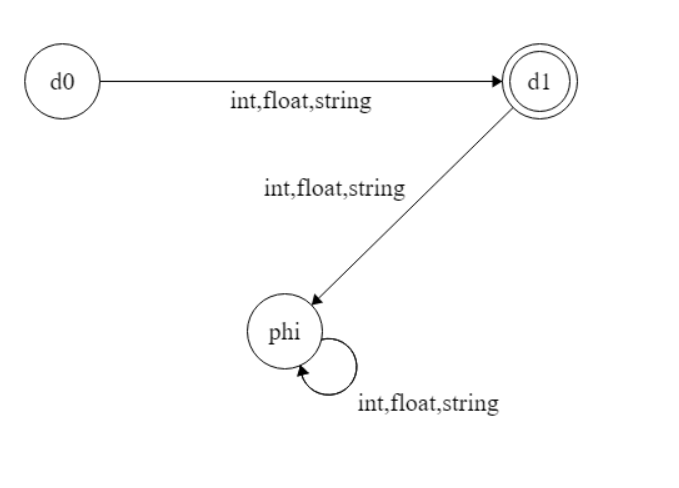 d0
d1
int,float,string
int,float,string
phi
int,float,string